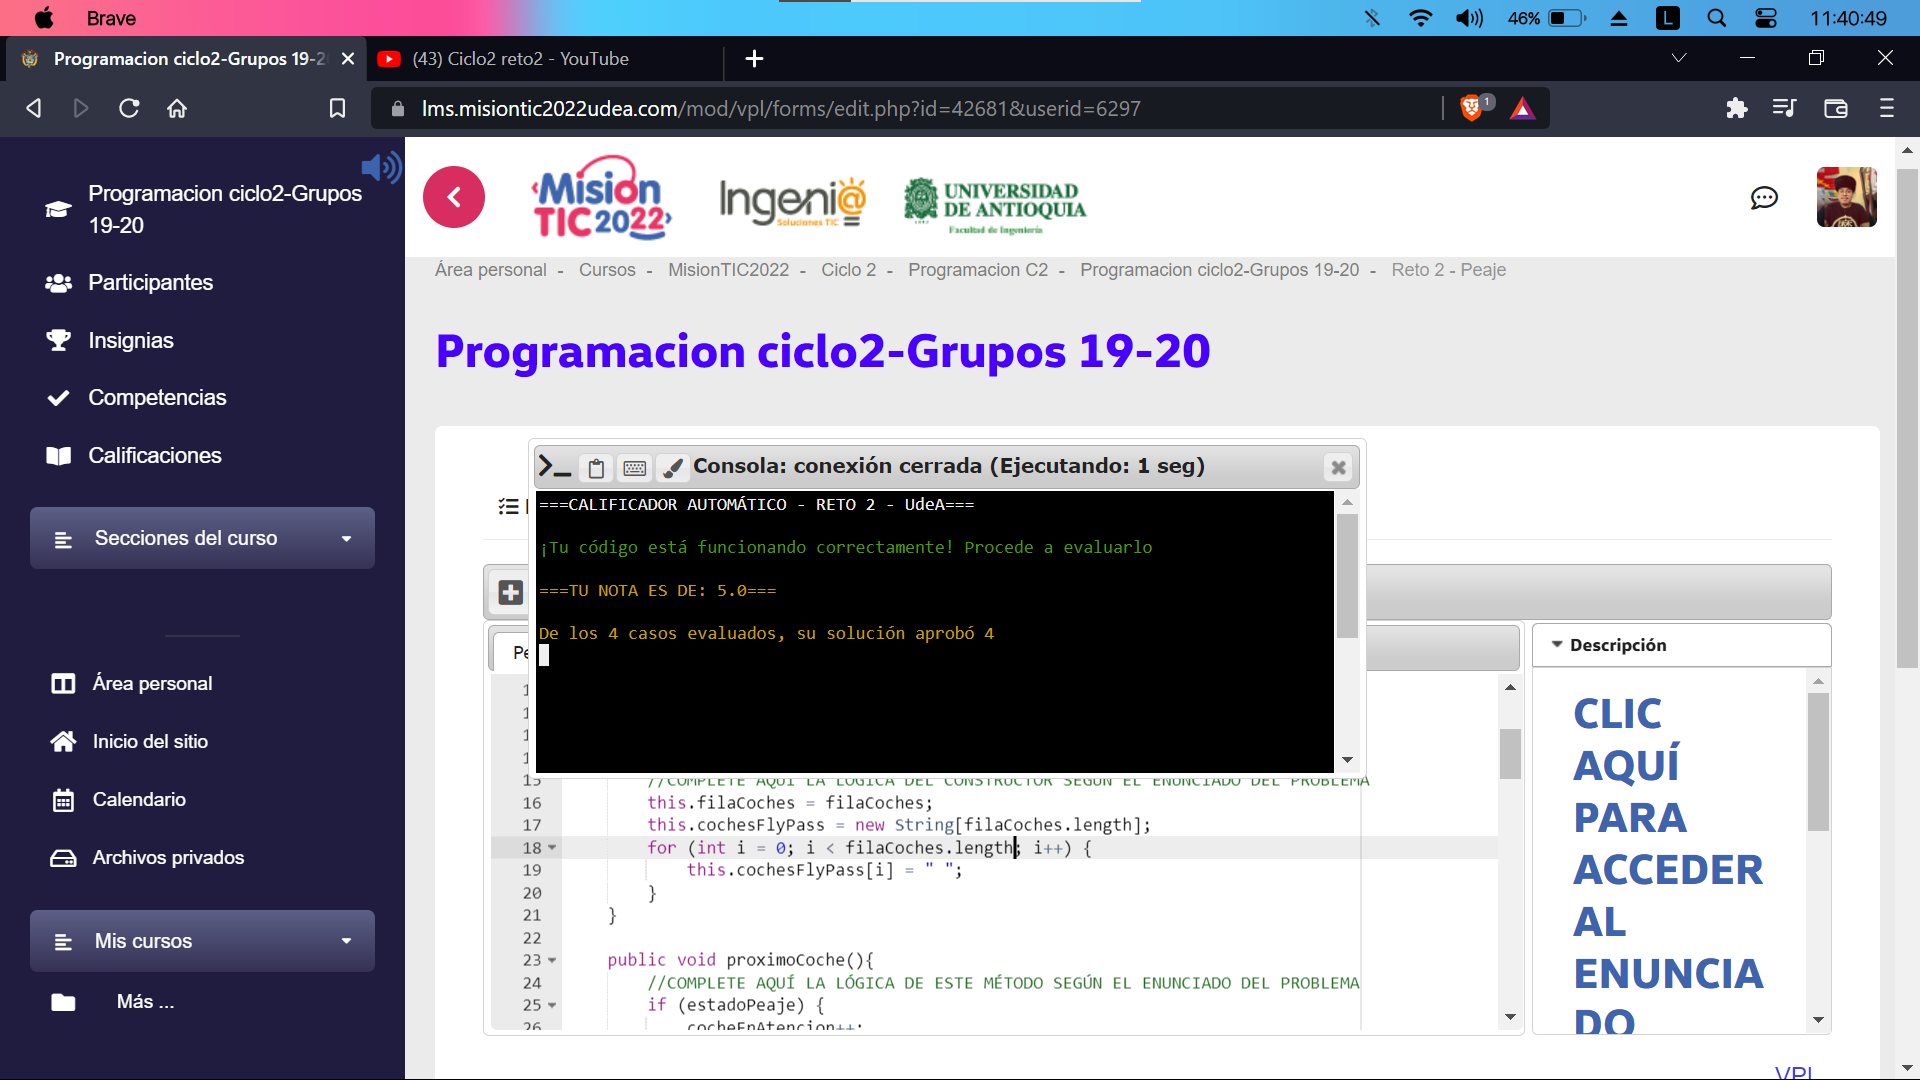 Brave
46%
L
11:40:49
Programacion ciclo2-Grupos 19-2
(43) Ciclo2 reto2 - YouTube
lms.misiontic2022udea.com/mod/vpl/forms/edit.php?id=42681&userid=6297
1
Programacion ciclo2-Grupos
19-20
Participantes
Insignias
Competencias
Calificaciones
Secciones del curso
Área personal
Inicio del sitio
Calendario
Archivos privados
Mis cursos
Más ...
Misión
TIC2022
Ingeni@
Soluciones TIC
UNIVERSIDAD
DE ANTIOQUIA
Facultad de Ingeniería
Área personal - Cursos - MisionTIC2022 - Ciclo 2 - Programacion C2 - Programacion ciclo2-Grupos 19-20 - Reto 2 - Peaje
Programacion ciclo2-Grupos 19-20
Consola: conexión cerrada (Ejecutando: 1 seg)
===CALIFICADOR AUTOMÁTICO - RETO 2 - UdeA===
¡Tu código está funcionando correctamente! Procede a evaluarlo
===TU NOTA ES DE: 5.0===
De los 4 casos evaluados, su solución aprobó 4
Pe
15 //COMPLETE AQUÍ LA LÓGICA DEL CONSTRUCTOR SEGÚN EL ENUNCIADO DEL PROBLEMA
16 this.filaCoches = filaCoches;
17 this.cochesFlyPass = new String[filaCoches.length];
18 for (int i = 0; i < filaCoches.length; i++) {
19 this.cochesFlyPass[i] = " ";
20 }
21 }
22
23 public void proximoCoche(){
24 //COMPLETE AQUÍ LA LÓGICA DE ESTE MÉTODO SEGÚN EL ENUNCIADO DEL PROBLEMA
25 if (estadoPeaje) {
26 cocheEnAtencion++;
Descripción
CLIC
AQUÍ
PARA
ACCEDER
AL
ENUNCIA
DO
VPL